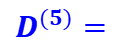 D⁽⁵⁾ =